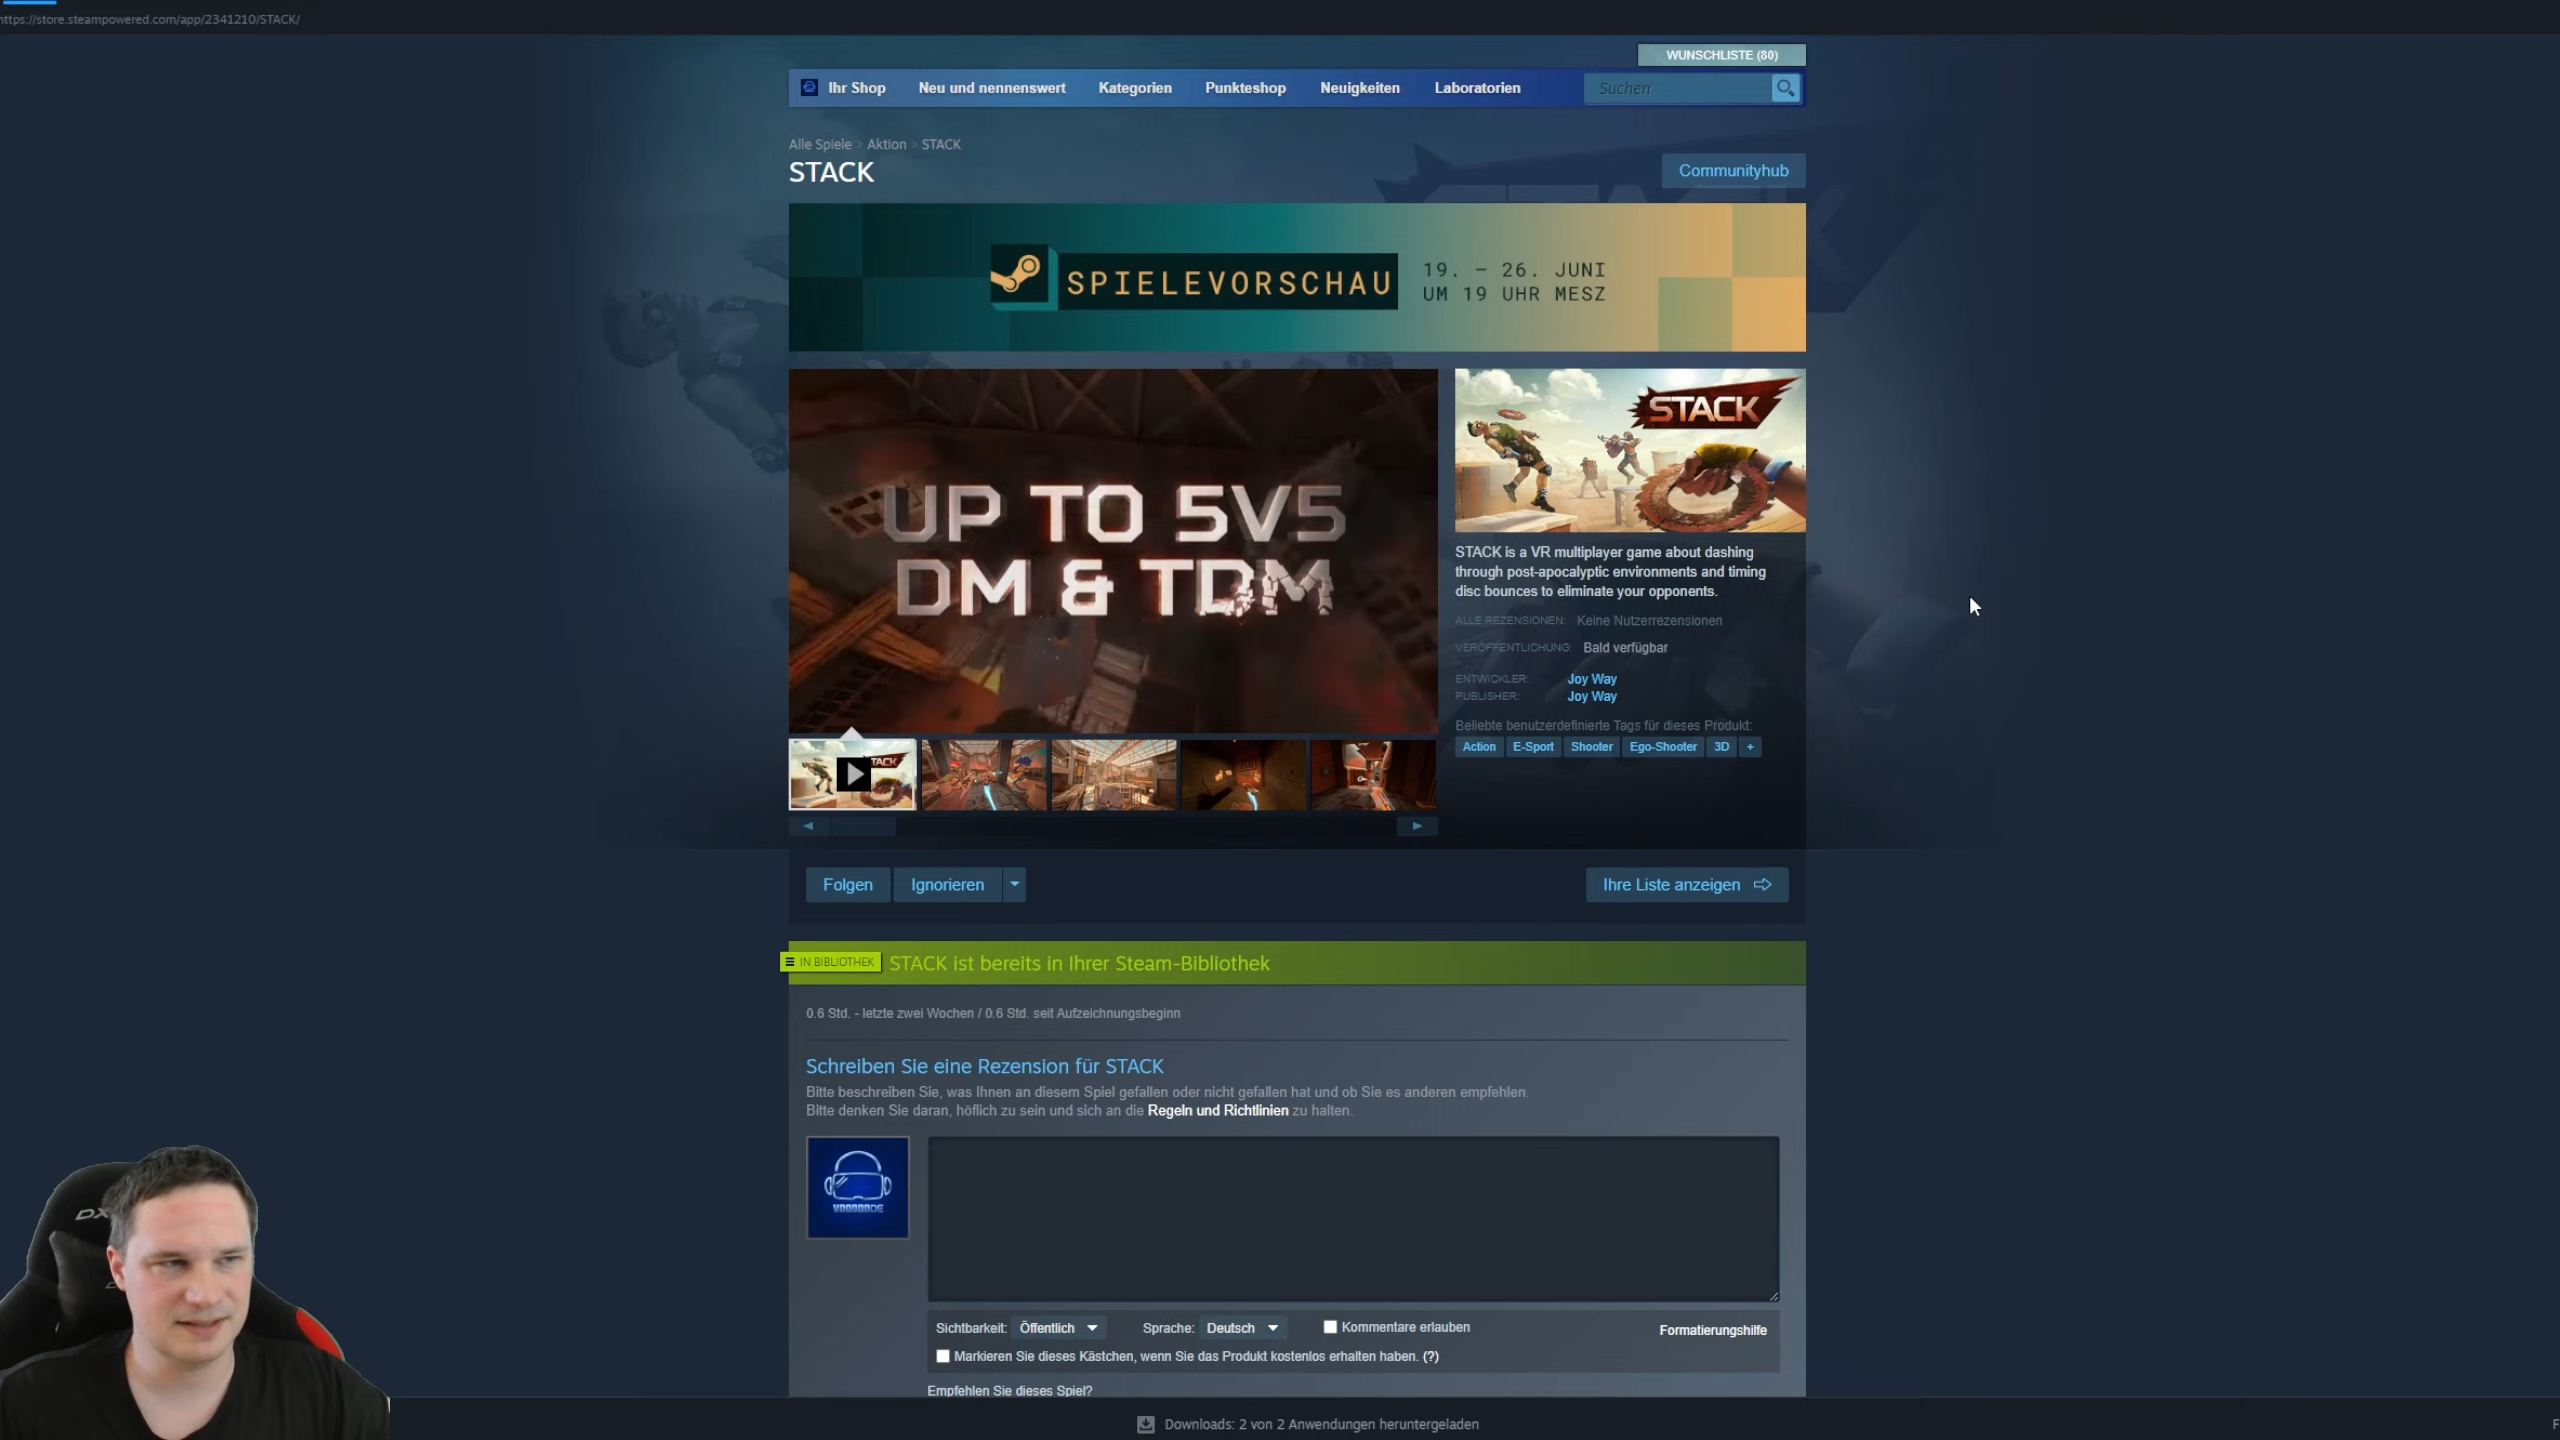 https://store.steampowered.com/app/2341210/STACK/
WUNSCHLISTE (80)
Ihr Shop
Neu und nennenswert
Kategorien
Punkteshop
Neuigkeiten
Laboratorien
Suchen
Alle Spiele > Aktion > STACK
STACK
Communityhub
SPIELEVORSCHAU
19. – 26. JUNI
UM 19 UHR MESZ
UP TO 5V5
DM & TDM
STACK
STACK is a VR multiplayer game about dashing
through post-apocalyptic environments and timing
disc bounces to eliminate your opponents.
ALLE REZENSIONEN: Keine Nutzerrezensionen
VERÖFFENTLICHUNG: Bald verfügbar
ENTWICKLER: Joy Way
PUBLISHER: Joy Way
Beliebte benutzerdefinierte Tags für dieses Produkt:
Action E-Sport Shooter Ego-Shooter 3D +
Folgen
Ignorieren
Ihre Liste anzeigen
IN BIBLIOTHEK
STACK ist bereits in Ihrer Steam-Bibliothek
0.6 Std. - letzte zwei Wochen / 0.6 Std. seit Aufzeichnungsbeginn
Schreiben Sie eine Rezension für STACK
Bitte beschreiben Sie, was Ihnen an diesem Spiel gefallen oder nicht gefallen hat und ob Sie es anderen empfehlen.
Bitte denken Sie daran, höflich zu sein und sich an die Regeln und Richtlinien zu halten.
VOODOODE
Sichtbarkeit: Öffentlich
Sprache: Deutsch
Kommentare erlauben
Formatierungshilfe
Markieren Sie dieses Kästchen, wenn Sie das Produkt kostenlos erhalten haben. (?)
Empfehlen Sie dieses Spiel?
Downloads: 2 von 2 Anwendungen heruntergeladen